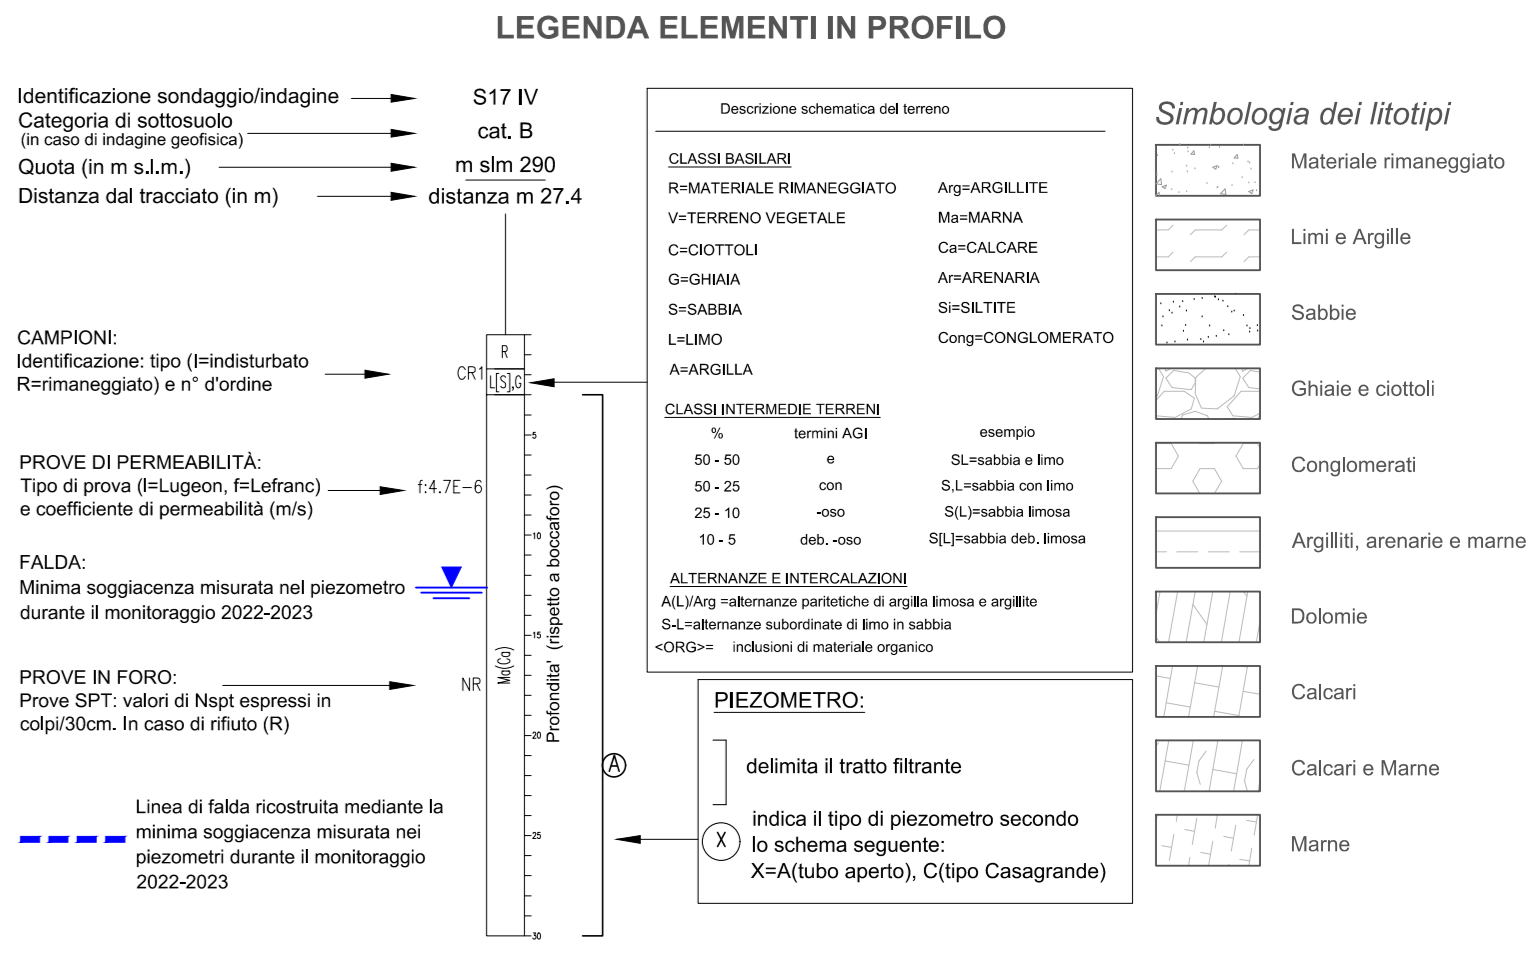 LEGENDA ELEMENTI IN PROFILO
Identificazione sondaggio/indagine
S17 IV
Categoria di sottosuolo
(in caso di indagine geofisica)
cat. B
Quota (in m s.l.m.)
m slm 290
Distanza dal tracciato (in m)
distanza m 27.4
CAMPIONI:
Identificazione: tipo (I=indisturbato
R=rimaneggiato) e n° d'ordine
CR1
R
L[S],G
PROVE DI PERMEABILITÀ:
Tipo di prova (l=Lugeon, f=Lefranc)
e coefficiente di permeabilità (m/s)
f:4.7E-6
FALDA:
Minima soggiacenza misurata nel piezometro
durante il monitoraggio 2022-2023
PROVE IN FORO:
Prove SPT: valori di Nspt espressi in
colpi/30cm. In caso di rifiuto (R)
NR
Ma(Ca)
5
10
15
20
25
30
Profondita' (rispetto a boccaforo)
A
Linea di falda ricostruita mediante la
minima soggiacenza misurata nei
piezometri durante il monitoraggio
2022-2023
Descrizione schematica del terreno
CLASSI BASILARI
R=MATERIALE RIMANEGGIATO
Arg=ARGILLITE
V=TERRENO VEGETALE
Ma=MARNA
C=CIOTTOLI
Ca=CALCARE
G=GHIAIA
Ar=ARENARIA
S=SABBIA
Si=SILTITE
L=LIMO
Cong=CONGLOMERATO
A=ARGILLA
CLASSI INTERMEDIE TERRENI
% termini AGI esempio
50 - 50 e SL=sabbia e limo
50 - 25 con S,L=sabbia con limo
25 - 10 -oso S(L)=sabbia limosa
10 - 5 deb. -oso S[L]=sabbia deb. limosa
ALTERNANZE E INTERCALAZIONI
A(L)/Arg =alternanze paritetiche di argilla limosa e argillite
S-L=alternanze subordinate di limo in sabbia
<ORG>= inclusioni di materiale organico
PIEZOMETRO:
delimita il tratto filtrante
X
indica il tipo di piezometro secondo
lo schema seguente:
X=A(tubo aperto), C(tipo Casagrande)
Simbologia dei litotipi
Materiale rimaneggiato
Limi e Argille
Sabbie
Ghiaie e ciottoli
Conglomerati
Argilliti, arenarie e marne
Dolomie
Calcari
Calcari e Marne
Marne